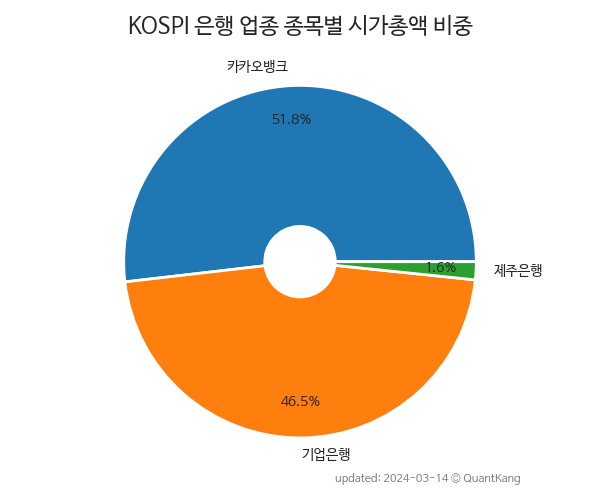 KOSPI 은행 업종 종목별 시가총액 비중
카카오뱅크
51.8%
1.6%
제주은행
46.5%
기업은행
updated: 2024-03-14 © QuantKang